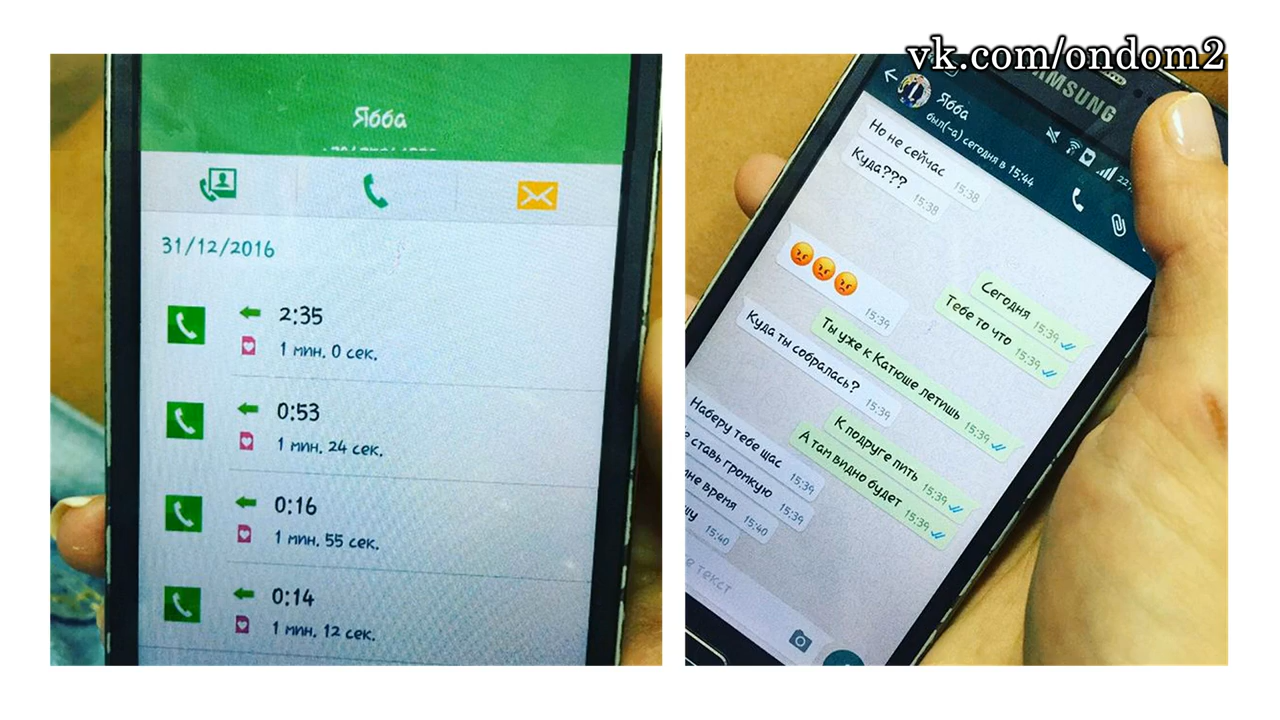 vk.com/ondom2
Ябба
31/12/2016
2:35
1 мин. 0 сек.
0:53
1 мин. 24 сек.
0:16
1 мин. 55 сек.
0:14
1 мин. 12 сек.
SAMSUNG
Ябба
был(-а) сегодня в 15:44
Но не сейчас 15:38
Куда??? 15:38
Сегодня 15:39
Тебе то что 15:39
😡😡😡 15:39
Ты уже к Катюше летишь 15:39
Куда ты собралась? 15:39
К подруге пить 15:39
А там видно будет 15:39
Наберу тебе щас 15:39
ставь громкую 15:39
время 15:40
15:40
текст